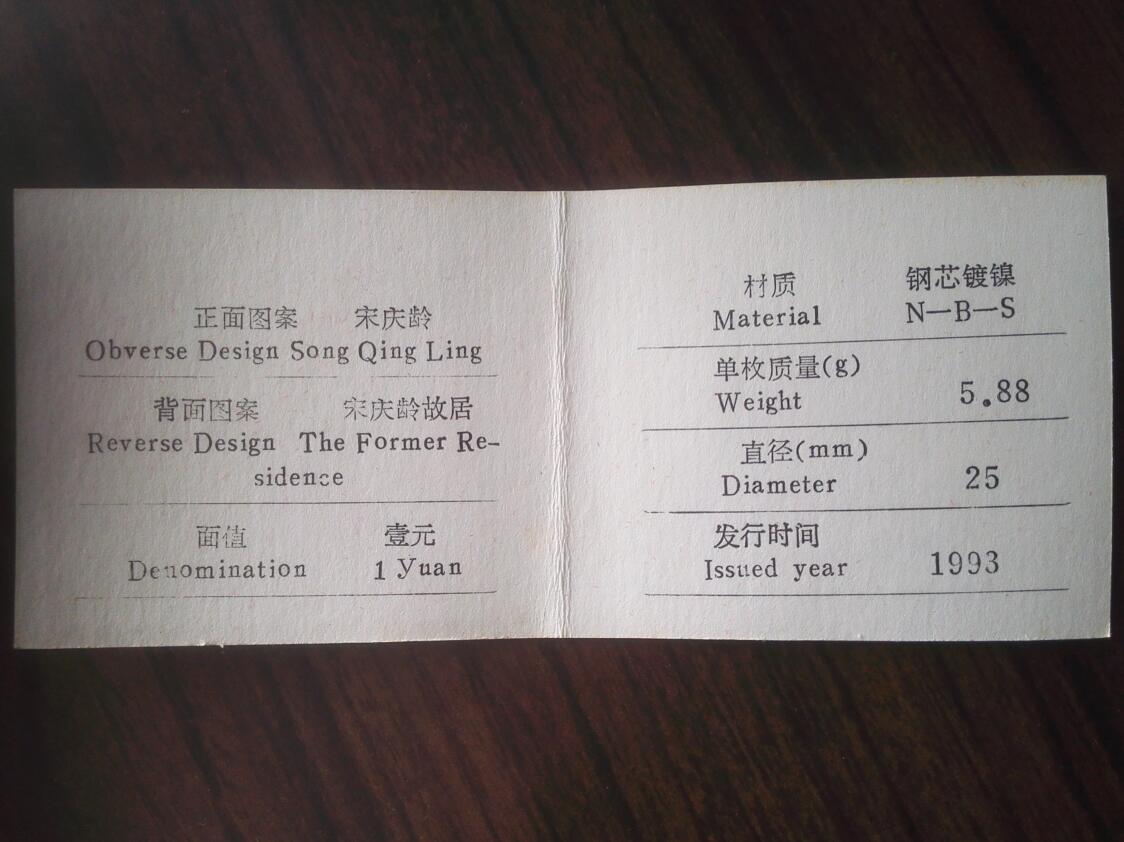 正面图案 宋庆龄
Obverse Design Song Qing Ling
背面图案 宋庆龄故居
Reverse Design The Former Re-
sidence
面值 壹元
Denomination 1 Yuan
材质 钢芯镀镍
Material N—B—S
单枚质量(g)
Weight 5.88
直径(mm)
Diameter 25
发行时间
Issued year 1993